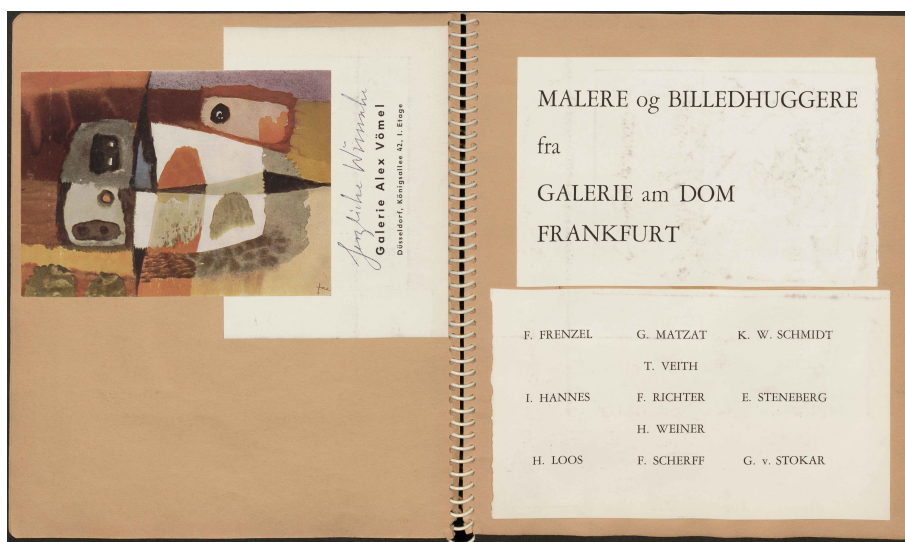 Herzliche Wünsche
Galerie Alex Vömel
Düsseldorf, Königsallee 42, I. Etage
MALERE og BILLEDHUGGERE
fra
GALERIE am DOM
FRANKFURT
F. FRENZEL G. MATZAT K. W. SCHMIDT
T. VEITH
I. HANNES F. RICHTER E. STENEBERG
H. WEINER
H. LOOS F. SCHERFF G. v. STOKAR